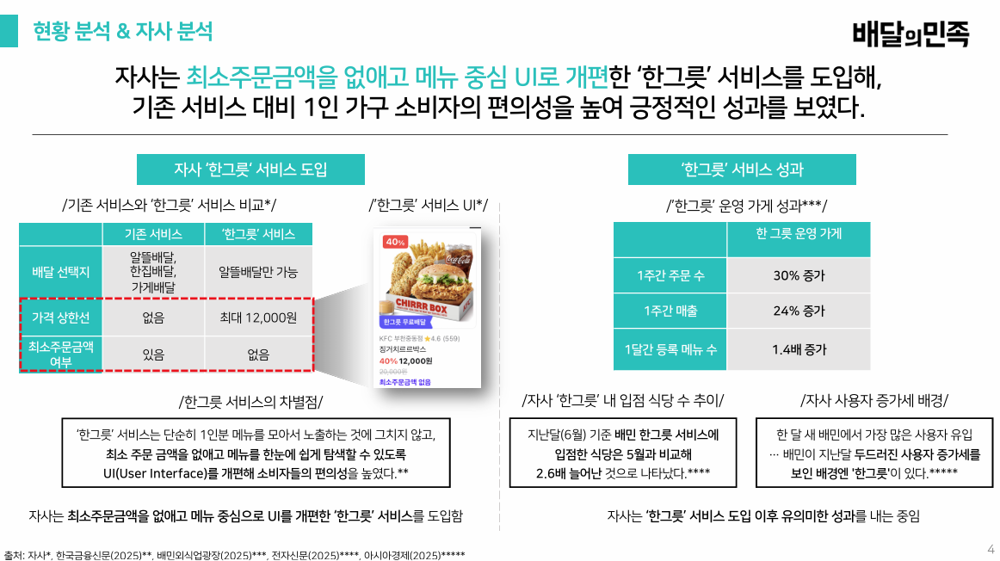 현황 분석 & 자사 분석
배달의민족
자사는 최소주문금액을 없애고 메뉴 중심 UI로 개편한 ‘한그릇’ 서비스를 도입해,
기존 서비스 대비 1인 가구 소비자의 편의성을 높여 긍정적인 성과를 보였다.
자사 ‘한그릇‘ 서비스 도입
/기존 서비스와 ‘한그릇’ 서비스 비교*/
기존 서비스 ‘한그릇’ 서비스
배달 선택지
알뜰배달,
한집배달,
가게배달
알뜰배달만 가능
가격 상한선 없음 최대 12,000원
최소주문금액
여부
있음 없음
/’한그릇’ 서비스 UI*/
40%
Coca-Cola
CHIRRR BOX
한그릇 무료배달
KFC 부천중동점 ★4.6 (559)
징거치르르박스
40% 12,000원
20,000원
최소주문금액 없음
/한그릇 서비스의 차별점/
‘한그릇’ 서비스는 단순히 1인분 메뉴를 모아서 노출하는 것에 그치지 않고,
최소 주문 금액을 없애고 메뉴를 한눈에 쉽게 탐색할 수 있도록
UI(User Interface)를 개편해 소비자들의 편의성을 높였다.**
자사는 최소주문금액을 없애고 메뉴 중심으로 UI를 개편한 ‘한그릇’ 서비스를 도입함
‘한그릇’ 서비스 성과
/’한그릇’ 운영 가게 성과***/
한 그릇 운영 가게
1주간 주문 수 30% 증가
1주간 매출 24% 증가
1달간 등록 메뉴 수 1.4배 증가
/자사 ‘한그릇’ 내 입점 식당 수 추이/
지난달(6월) 기준 배민 한그릇 서비스에
입점한 식당은 5월과 비교해
2.6배 늘어난 것으로 나타났다.****
/자사 사용자 증가세 배경/
한 달 새 배민에서 가장 많은 사용자 유입
… 배민이 지난달 두드러진 사용자 증가세를
보인 배경엔 '한그릇'이 있다.*****
자사는 ‘한그릇’ 서비스 도입 이후 유의미한 성과를 내는 중임
출처: 자사*, 한국금융신문(2025)**, 배민외식업광장(2025)***, 전자신문(2025)****, 아시아경제(2025)*****
4